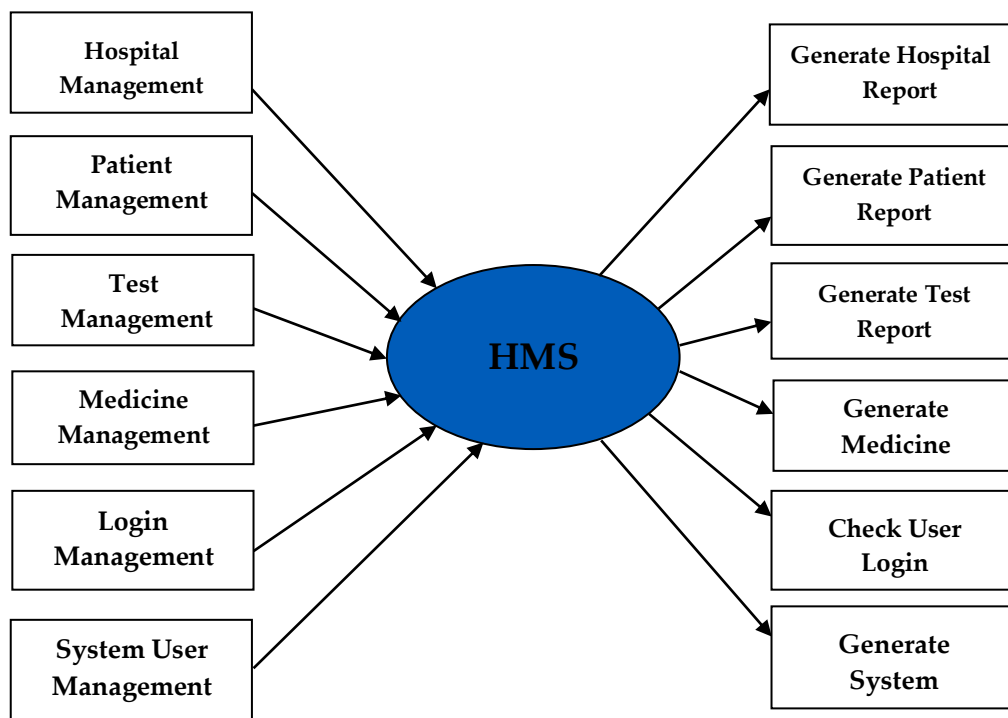 Hospital
Management
Patient
Management
Test
Management
Medicine
Management
Login
Management
System User
Management
HMS
Generate Hospital
Report
Generate Patient
Report
Generate Test
Report
Generate
Medicine
Check User
Login
Generate
System